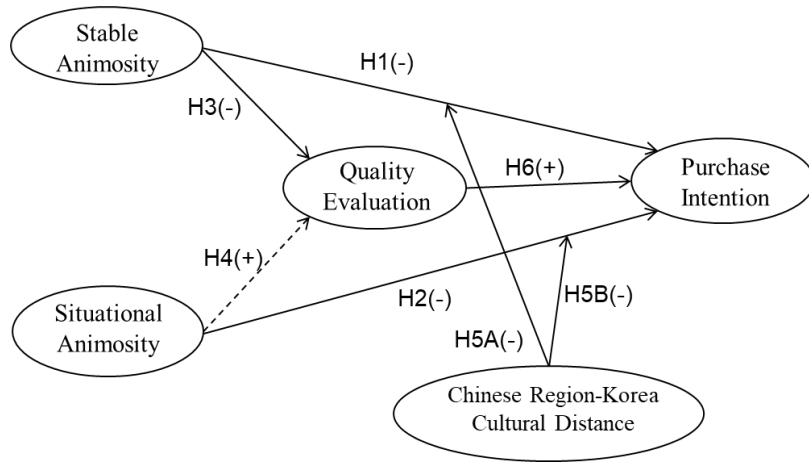 Stable
Animosity
H1(-)
H3(-)
Quality
Evaluation
H6(+)
Purchase
Intention
H4(+)
Situational
Animosity
H2(-)
H5B(-)
H5A(-)
Chinese Region-Korea
Cultural Distance